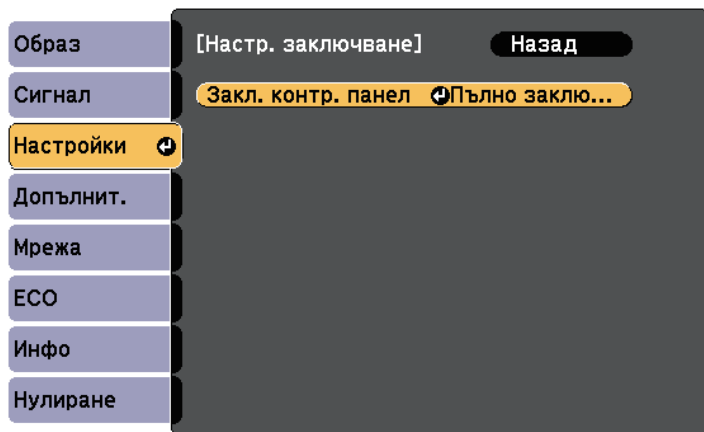 Образ
Сигнал
Настройки
Допълнит.
Мрежа
ECO
Инфо
Нулиране
[Настр. заключване] Назад
Закл. контр. панел Пълно заклю...